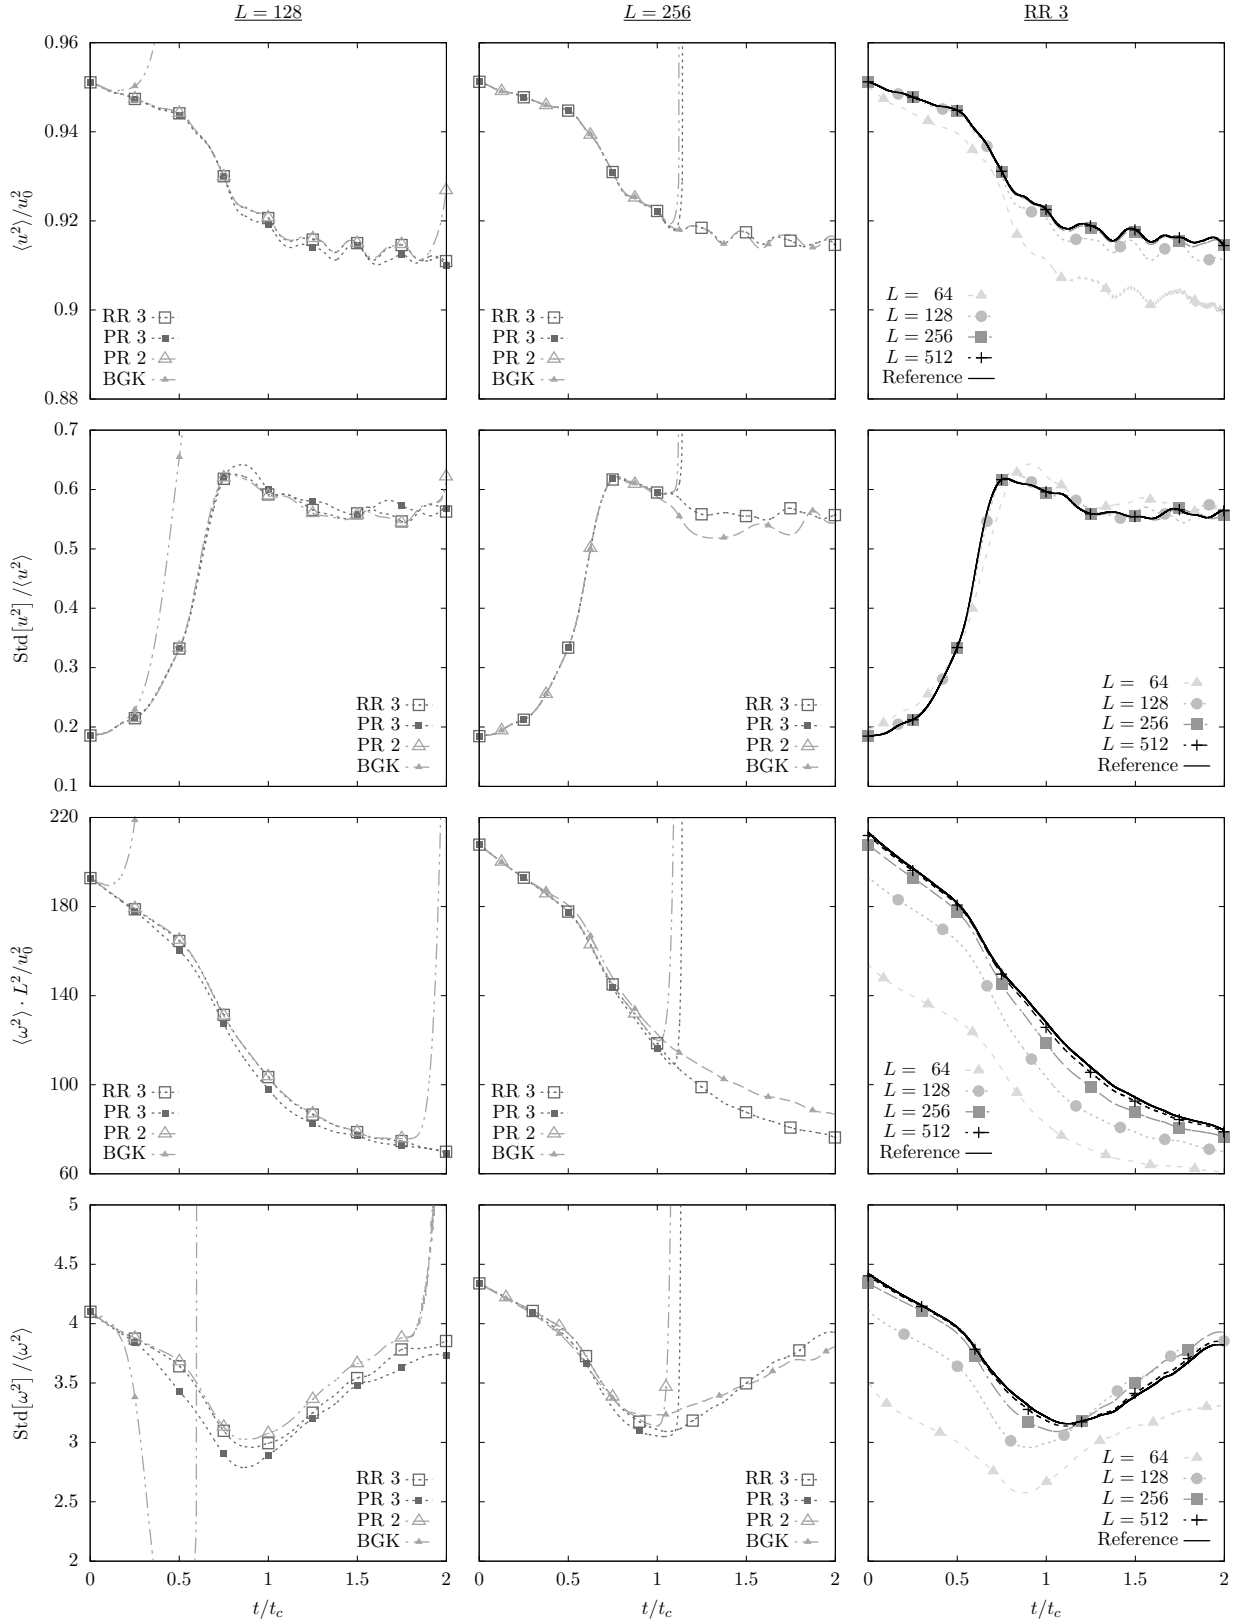 L = 128
L = 256
RR 3
0.96
0.94
0.92
0.9
0.88
⟨u²⟩/u₀²
RR 3
PR 3
PR 2
BGK
RR 3
PR 3
PR 2
BGK
L = 64
L = 128
L = 256
L = 512
Reference
0.7
0.6
0.5
0.4
0.3
0.2
0.1
Std[u²]/⟨u²⟩
RR 3
PR 3
PR 2
BGK
RR 3
PR 3
PR 2
BGK
L = 64
L = 128
L = 256
L = 512
Reference
220
180
140
100
60
⟨ω²⟩ · L²/u₀²
RR 3
PR 3
PR 2
BGK
RR 3
PR 3
PR 2
BGK
L = 64
L = 128
L = 256
L = 512
Reference
5
4.5
4
3.5
3
2.5
2
Std[ω²]/⟨ω²⟩
RR 3
PR 3
PR 2
BGK
RR 3
PR 3
PR 2
BGK
L = 64
L = 128
L = 256
L = 512
Reference
0 0.5 1 1.5 2
0 0.5 1 1.5 2
0 0.5 1 1.5 2
t/t_c
t/t_c
t/t_c